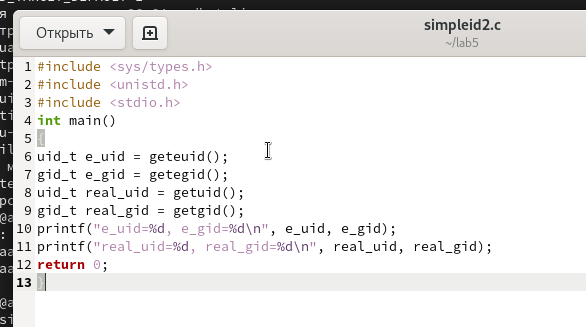 Открыть
simpleid2.c
~/lab5
1 #include <sys/types.h>
2 #include <unistd.h>
3 #include <stdio.h>
4 int main()
5 {
6 uid_t e_uid = geteuid();
7 gid_t e_gid = getegid();
8 uid_t real_uid = getuid();
9 gid_t real_gid = getgid();
10 printf("e_uid=%d, e_gid=%d\n", e_uid, e_gid);
11 printf("real_uid=%d, real_gid=%d\n", real_uid, real_gid);
12 return 0;
13 }